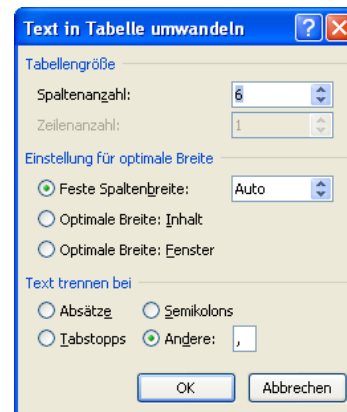 Text in Tabelle umwandeln
Tabellengröße
Spaltenanzahl: 6
Zeilenanzahl: 1
Einstellung für optimale Breite
Feste Spaltenbreite: Auto
Optimale Breite: Inhalt
Optimale Breite: Fenster
Text trennen bei
Absätze Semikolons
Tabstopps Andere: ,
OK Abbrechen